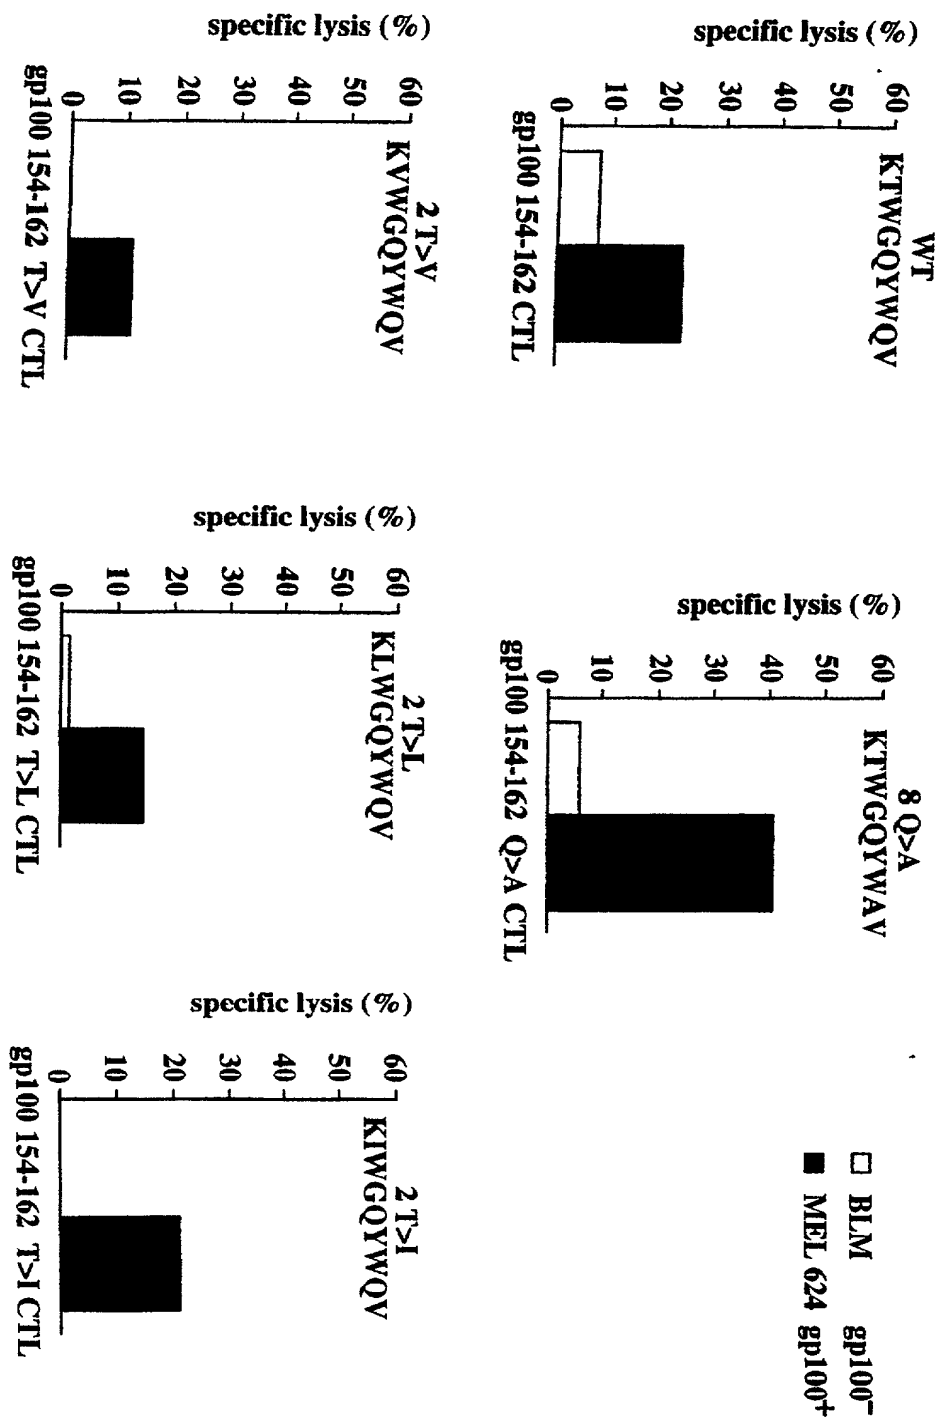 WT
KTWGQYWQV
specific lysis (%)
60
50
40
30
20
10
0
gp100 154-162 CTL
8 Q>A
KTWGQYWAV
specific lysis (%)
60
50
40
30
20
10
0
gp100 154-162 Q>A CTL
BLM gp100-
MEL 624 gp100+
2 T>V
KVWGQYWQV
specific lysis (%)
60
50
40
30
20
10
0
gp100 154-162 T>V CTL
2 T>L
KLWGQYWQV
specific lysis (%)
60
50
40
30
20
10
0
gp100 154-162 T>L CTL
2 T>I
KIWGQYWQV
specific lysis (%)
60
50
40
30
20
10
0
gp100 154-162 T>I CTL